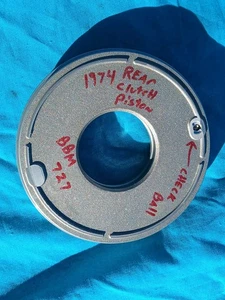 1974 REAR
Clutch
Piston
CHECK
Ball
BBM
727